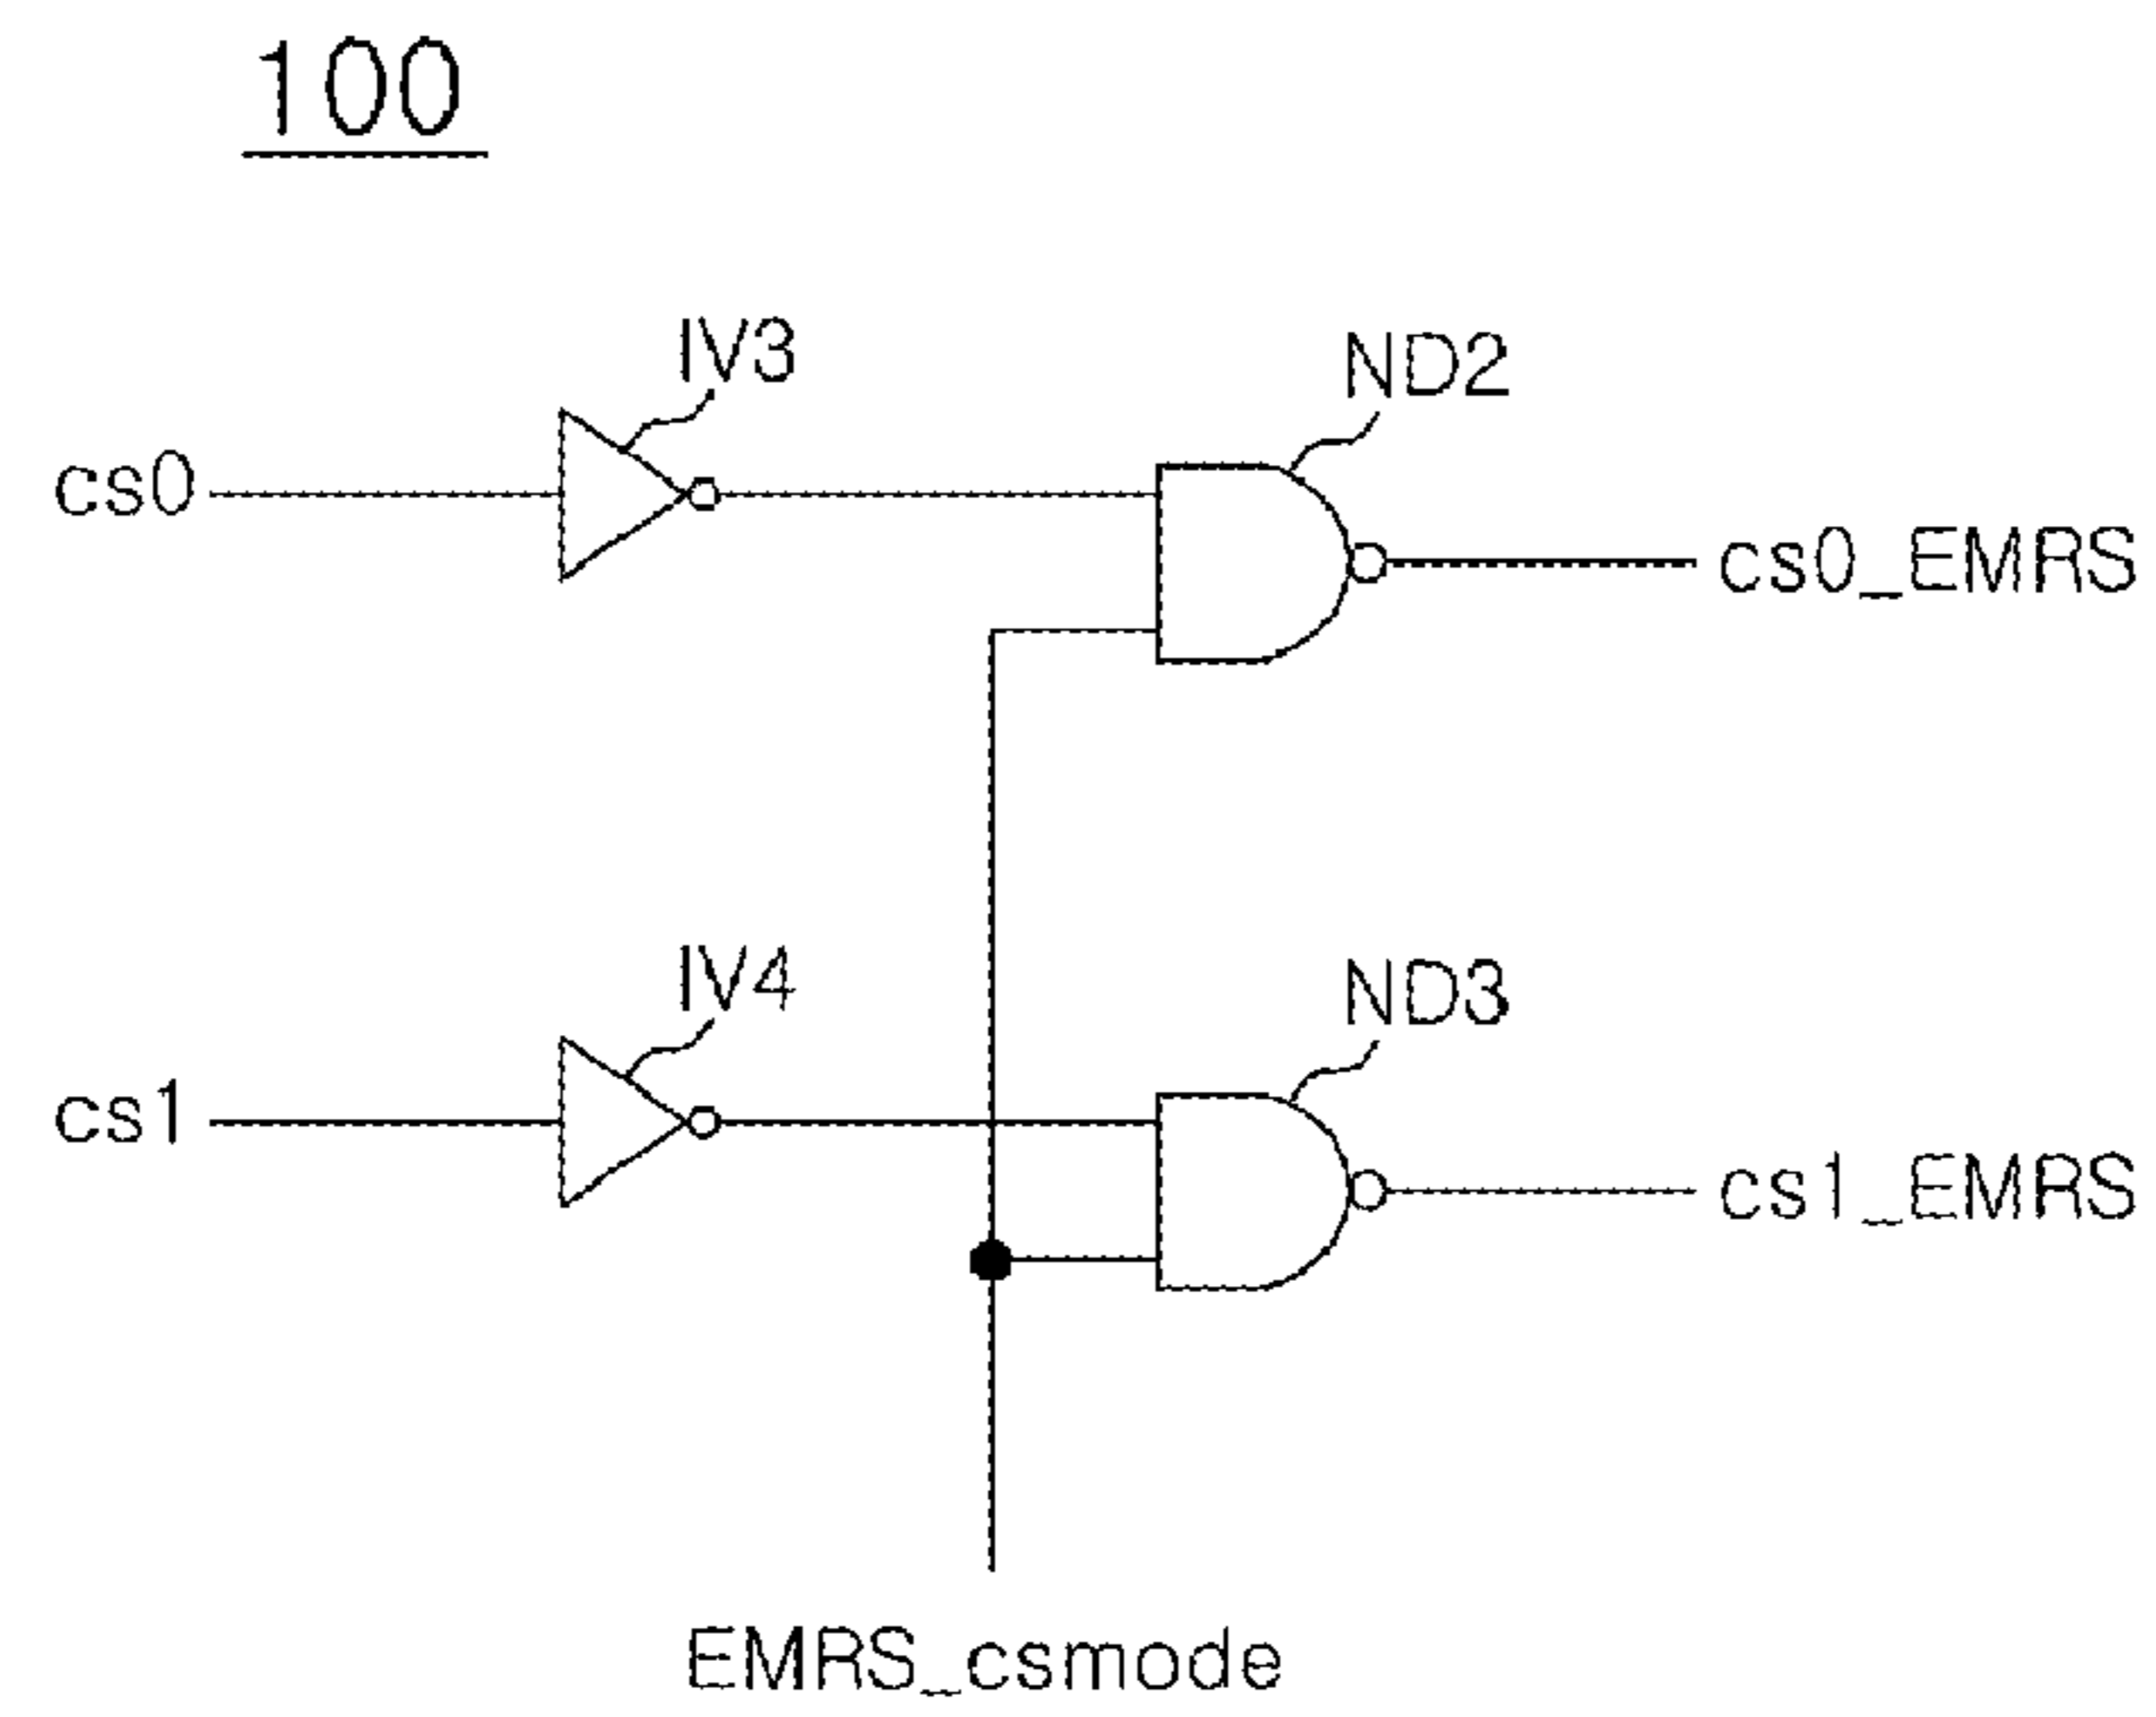 100
IV3
ND2
cs0
cs0_EMRS
IV4
ND3
cs1
cs1_EMRS
EMRS_csmode